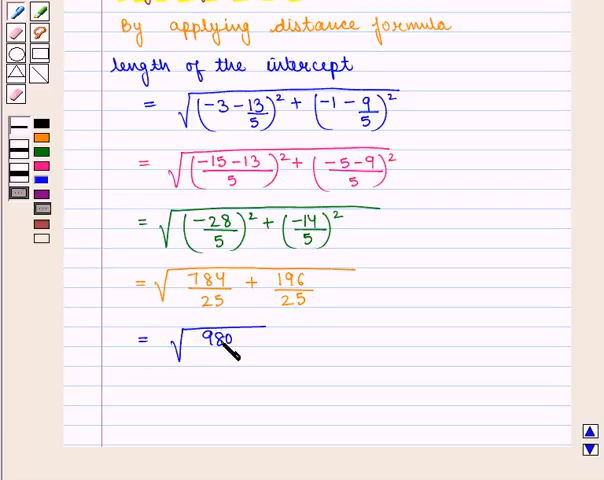 By applying distance formula
length of the intercept
= √((-3 - 13/5)² + (-1 - 9/5)²)
= √(((-15-13)/5)² + ((-5-9)/5)²)
= √((-28/5)² + (-14/5)²)
= √(784/25 + 196/25)
= √980